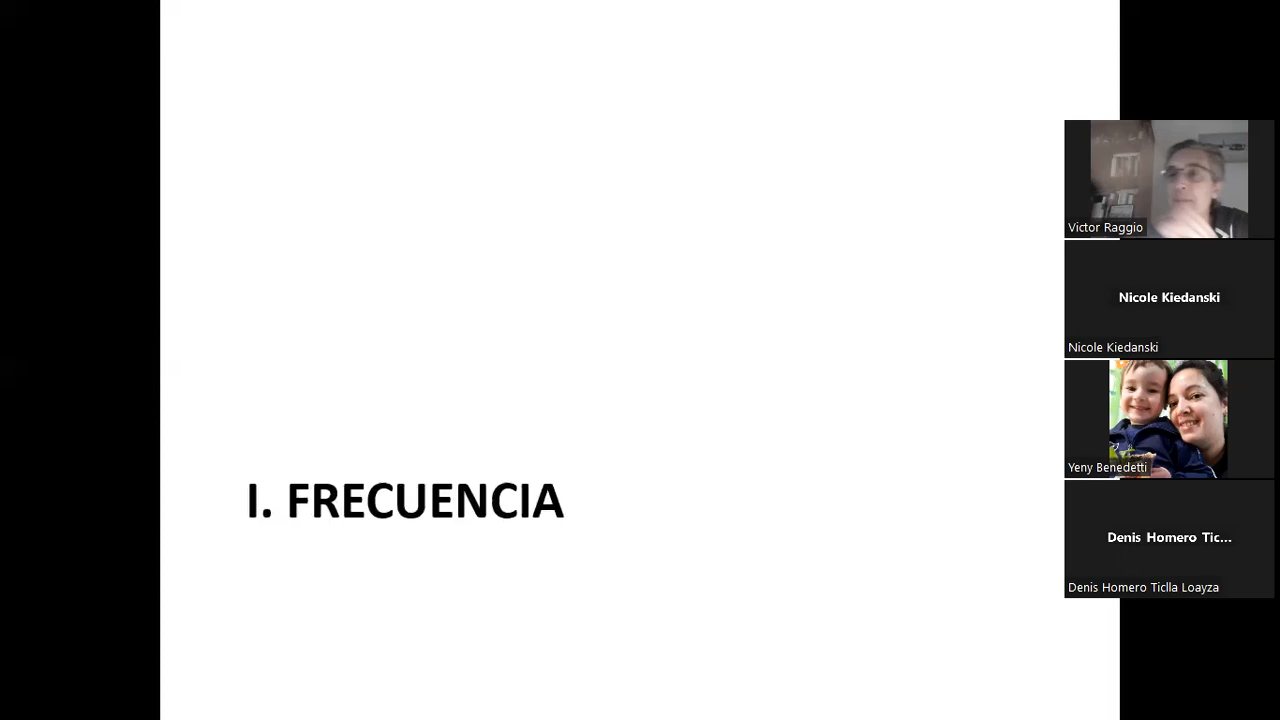 I. FRECUENCIA
Victor Raggio
Nicole Kiedanski
Nicole Kiedanski
Yeny Benedetti
Denis Homero Tic...
Denis Homero Ticlla Loayza